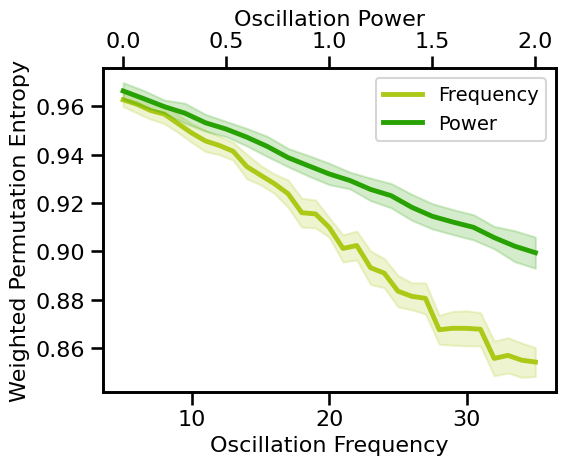 Oscillation Power
0.0 0.5 1.0 1.5 2.0
Frequency
Power
Weighted Permutation Entropy
0.96
0.94
0.92
0.90
0.88
0.86
10 20 30
Oscillation Frequency